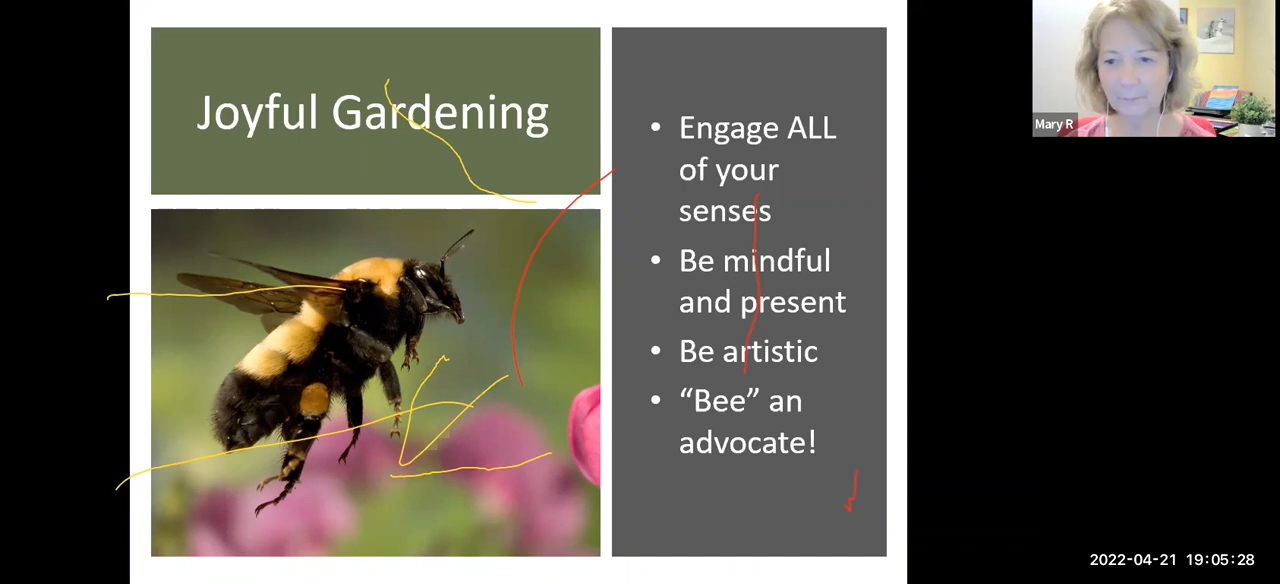 Joyful Gardening
• Engage ALL
of your
senses
• Be mindful
and present
• Be artistic
• “Bee” an
advocate!
Mary R
2022-04-21 19:05:28